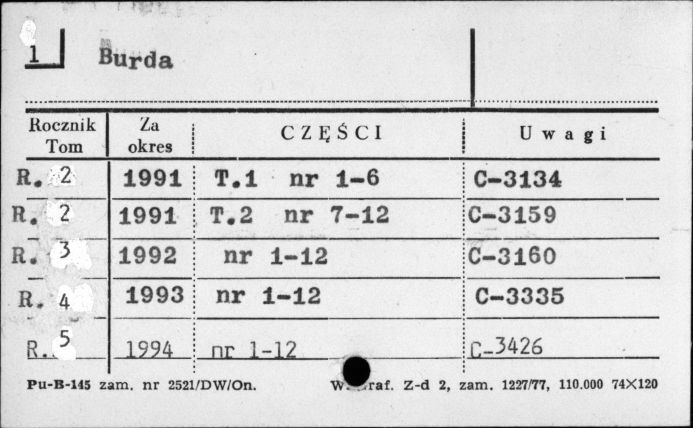 1
Burda
Rocznik Tom Za okres CZĘŚCI Uwagi
R. 2 1991 T.1 nr 1-6 C-3134
R. 2 1991 T.2 nr 7-12 C-3159
R. 3 1992 nr 1-12 C-3160
R. 4 1993 nr 1-12 C-3335
R. 5 1994 nr 1-12 C-3426
Pu-B-145 zam. nr 2521/DW/On. Z-d 2, zam. 1227/77, 110.000 74X120